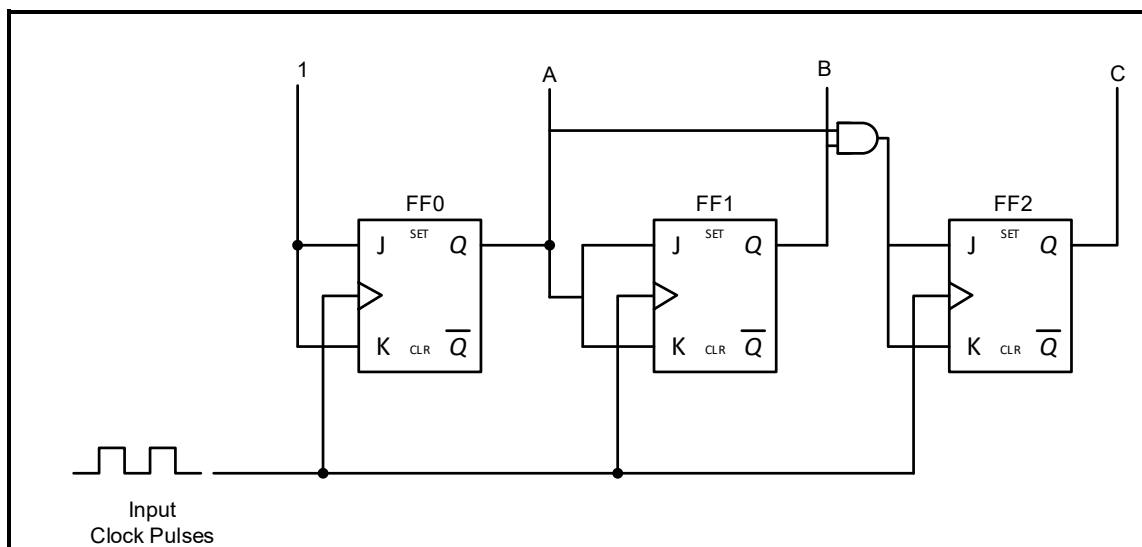 1
A
B
C
FF0
FF1
FF2
J SET Q
J SET Q
J SET Q
K CLR Q̅
K CLR Q̅
K CLR Q̅
Input
Clock Pulses